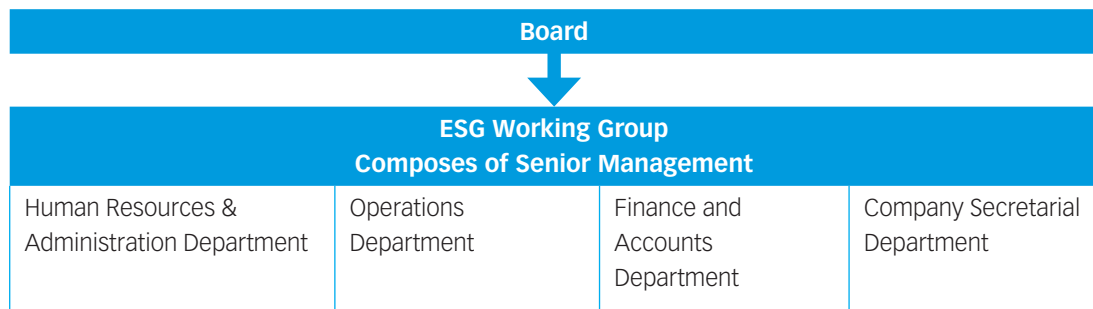 Board
ESG Working Group
Composes of Senior Management
Human Resources &
Administration Department
Operations
Department
Finance and
Accounts
Department
Company Secretarial
Department